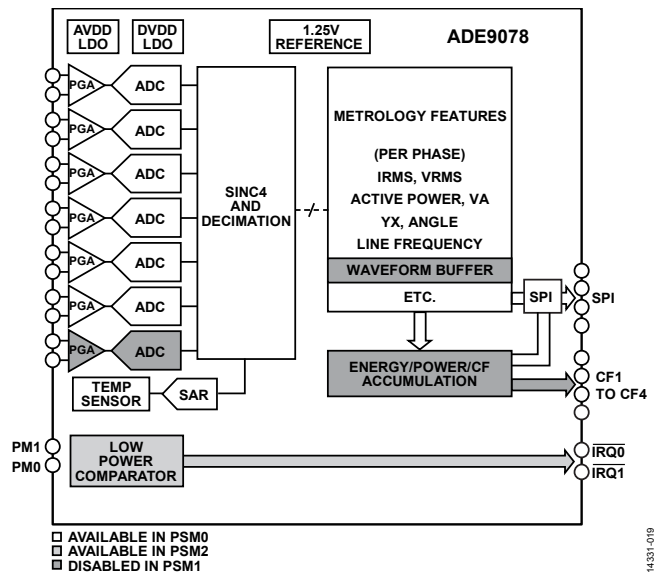 AVDD
LDO
DVDD
LDO
1.25V
REFERENCE
ADE9078
PGA
ADC
PGA
ADC
PGA
ADC
PGA
ADC
PGA
ADC
PGA
ADC
PGA
ADC
SINC4
AND
DECIMATION
METROLOGY FEATURES
(PER PHASE)
IRMS, VRMS
ACTIVE POWER, VA
YX, ANGLE
LINE FREQUENCY
WAVEFORM BUFFER
ETC.
SPI
SPI
ENERGY/POWER/CF
ACCUMULATION
CF1
TO CF4
TEMP
SENSOR
SAR
PM1
PM0
LOW
POWER
COMPARATOR
IRQ0
IRQ1
AVAILABLE IN PSM0
AVAILABLE IN PSM2
DISABLED IN PSM1
14331-019